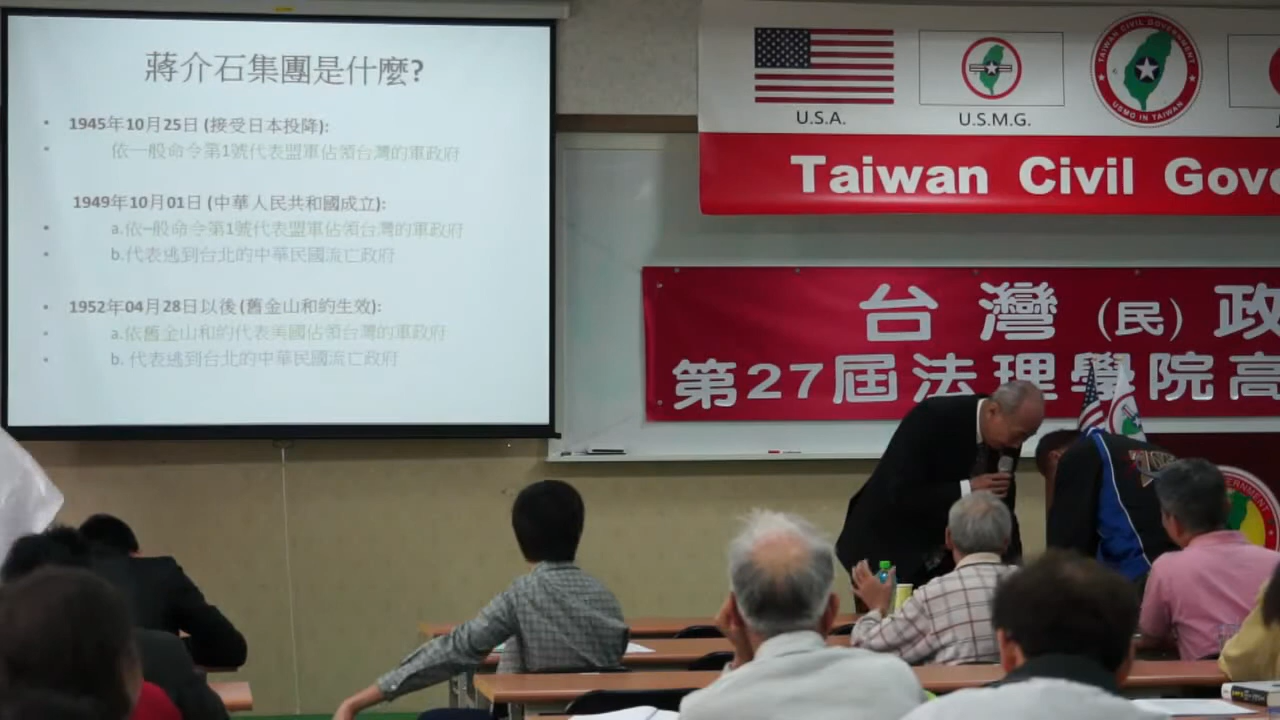 蔣介石集團是什麼?
• 1945年10月25日 (接受日本投降):
• 依一般命令第1號代表盟軍佔領台灣的軍政府
1949年10月01日 (中華人民共和國成立):
• a.依一般命令第1號代表盟軍佔領台灣的軍政府
• b.代表逃到台北的中華民國流亡政府
• 1952年04月28日以後 (舊金山和約生效):
• a.依舊金山和約代表美國佔領台灣的軍政府
• b. 代表逃到台北的中華民國流亡政府
U.S.A.
U.S.M.G.
TAIWAN CIVIL GOVERNMENT
USMG IN TAIWAN
Taiwan Civil Gove
台灣（民）政
第27屆法理學院高